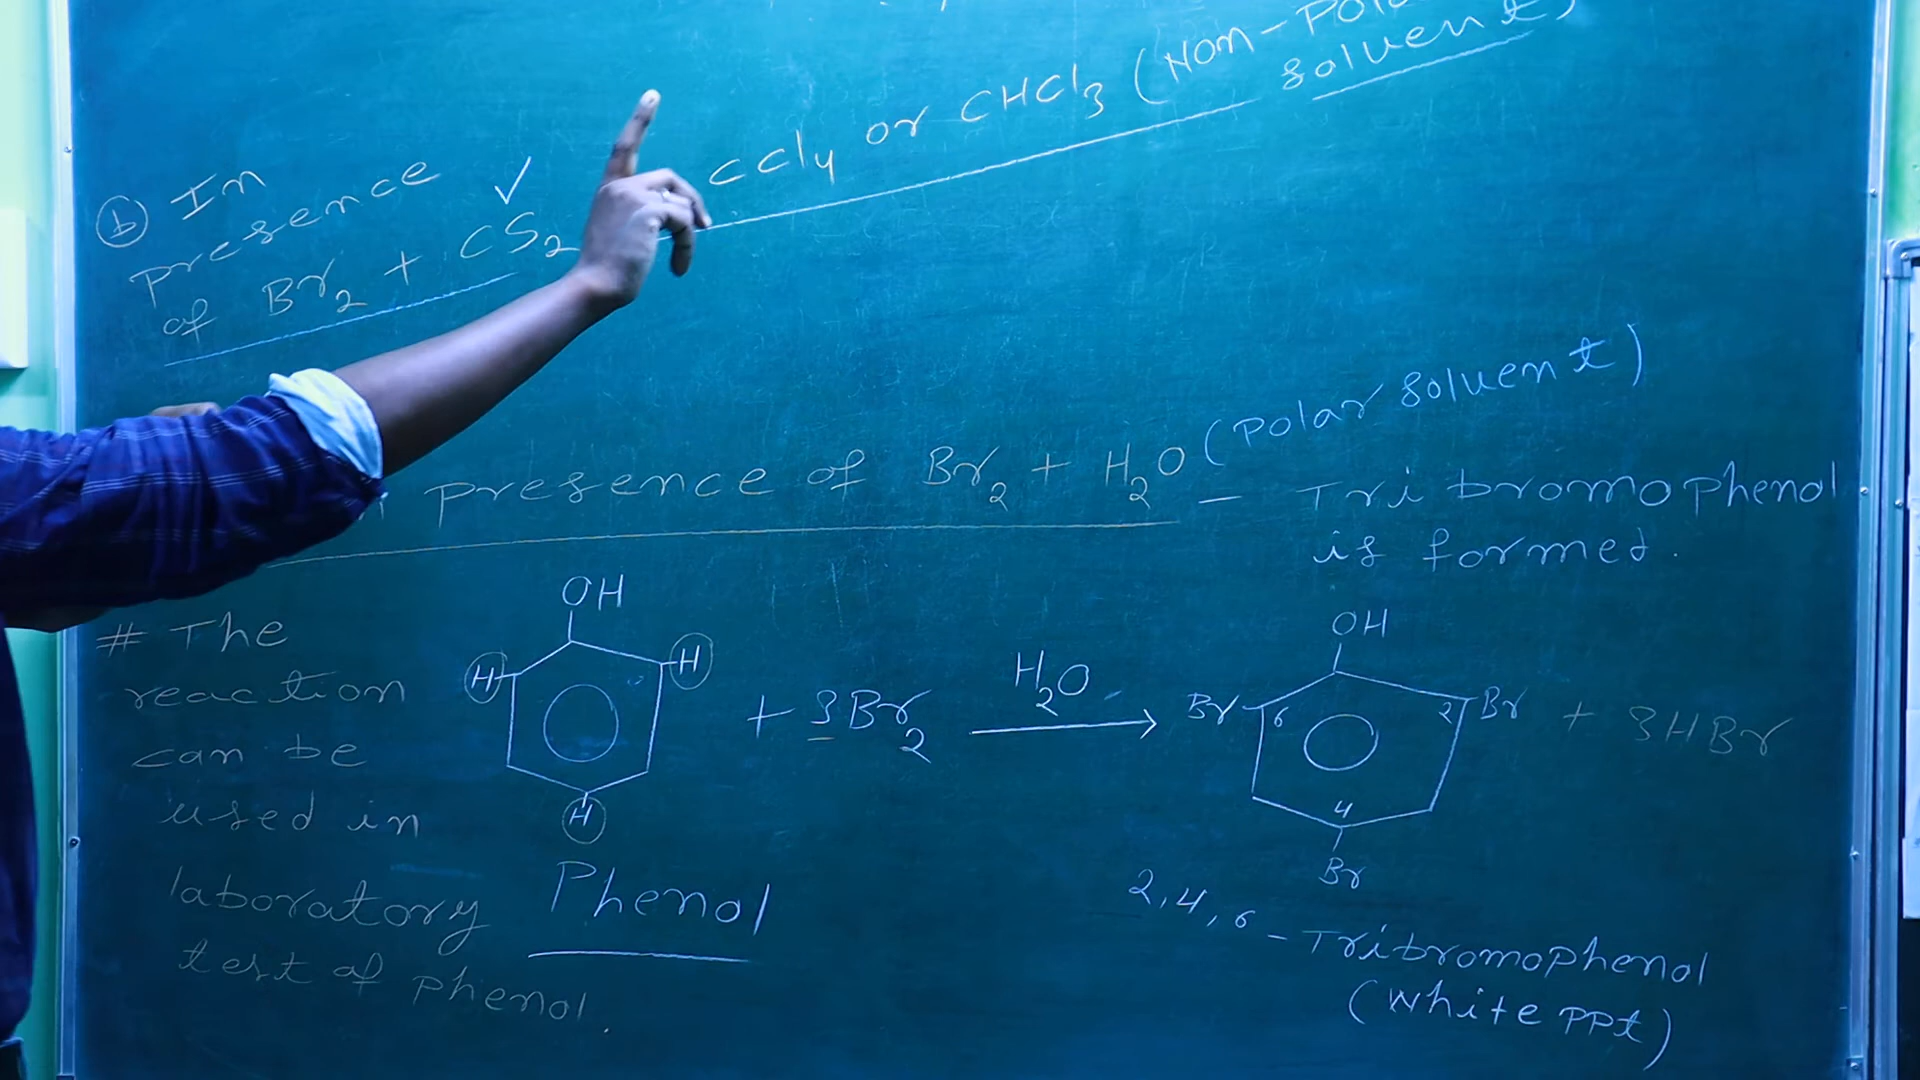 (b) In
presence
of Br2 + CS2 ✓ CCl4 or CHCl3 (Non-Pola
solvent)
presence of Br2 + H2O (Polar solvent)
- Tribromophenol
is formed.
# The
reaction
can be
used in
laboratory
test of phenol.
OH
H H
H
Phenol
+ 3Br2
H2O
→
OH
Br 6 2 Br + 3HBr
4
Br
2,4,6-Tribromophenol
(White PPt)